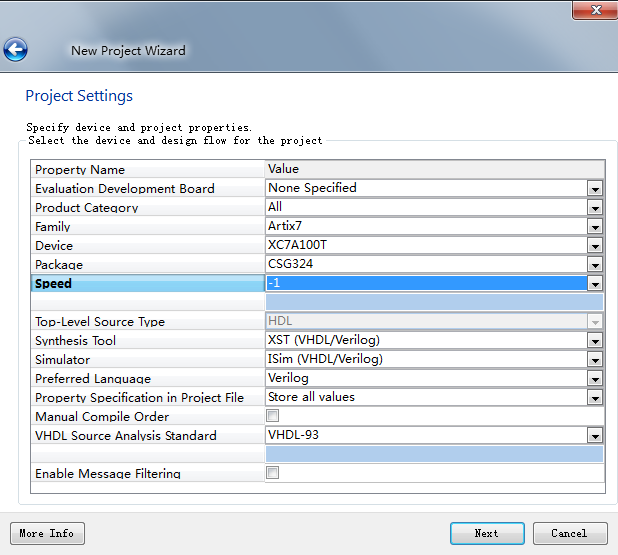 New Project Wizard
Project Settings
Specify device and project properties.
Select the device and design flow for the project
Property Name Value
Evaluation Development Board None Specified
Product Category All
Family Artix7
Device XC7A100T
Package CSG324
Speed -1
Top-Level Source Type HDL
Synthesis Tool XST (VHDL/Verilog)
Simulator ISim (VHDL/Verilog)
Preferred Language Verilog
Property Specification in Project File Store all values
Manual Compile Order
VHDL Source Analysis Standard VHDL-93
Enable Message Filtering
More Info Next Cancel